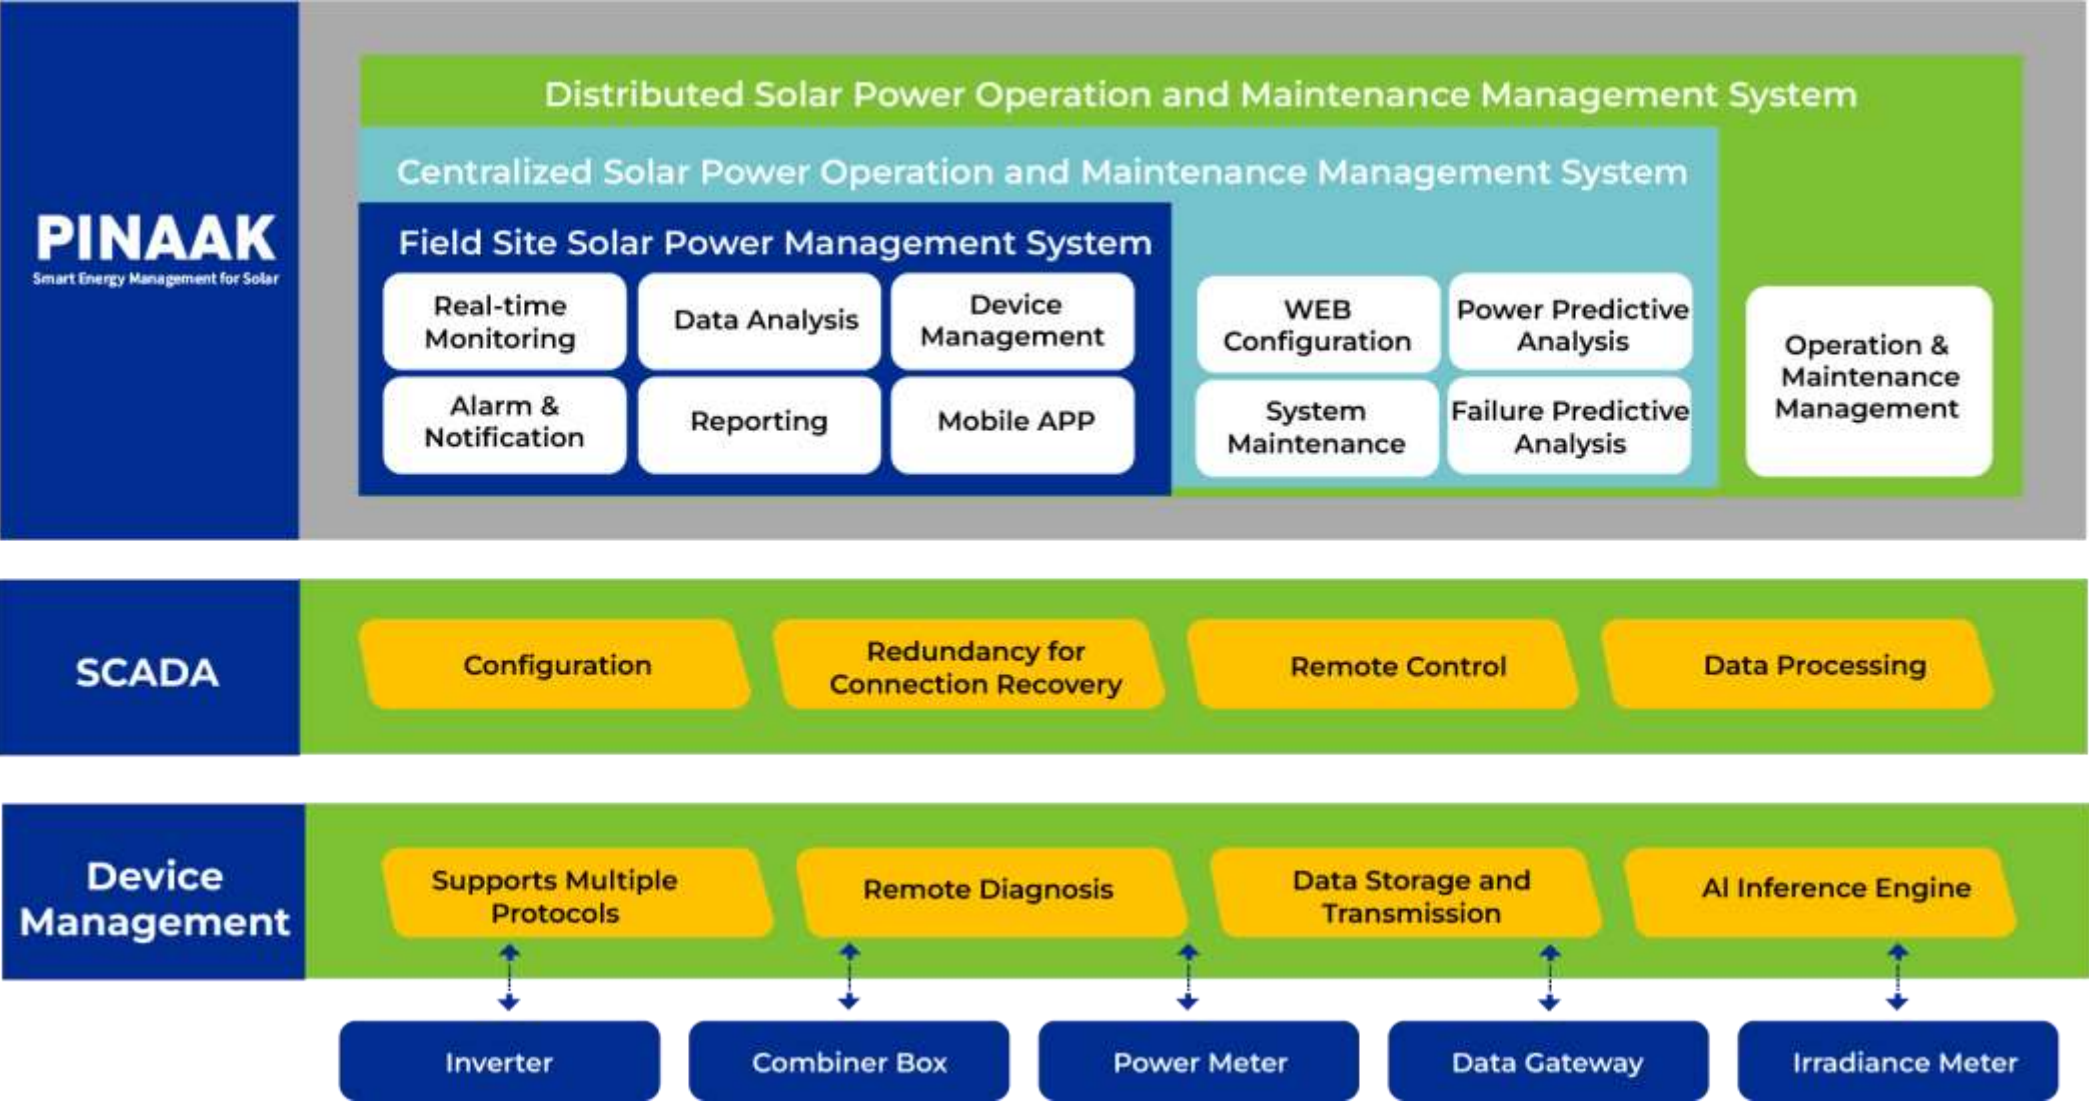 Distributed Solar Power Operation and Maintenance Management System
Centralized Solar Power Operation and Maintenance Management System
PINAAK
Smart Energy Management for Solar
Field Site Solar Power Management System
Real-time
Monitoring
Data Analysis
Device
Management
Alarm &
Notification
Reporting
Mobile APP
WEB
Configuration
Power Predictive
Analysis
System
Maintenance
Failure Predictive
Analysis
Operation &
Maintenance
Management
SCADA
Configuration
Redundancy for
Connection Recovery
Remote Control
Data Processing
Device
Management
Supports Multiple
Protocols
Remote Diagnosis
Data Storage and
Transmission
AI Inference Engine
Inverter
Combiner Box
Power Meter
Data Gateway
Irradiance Meter